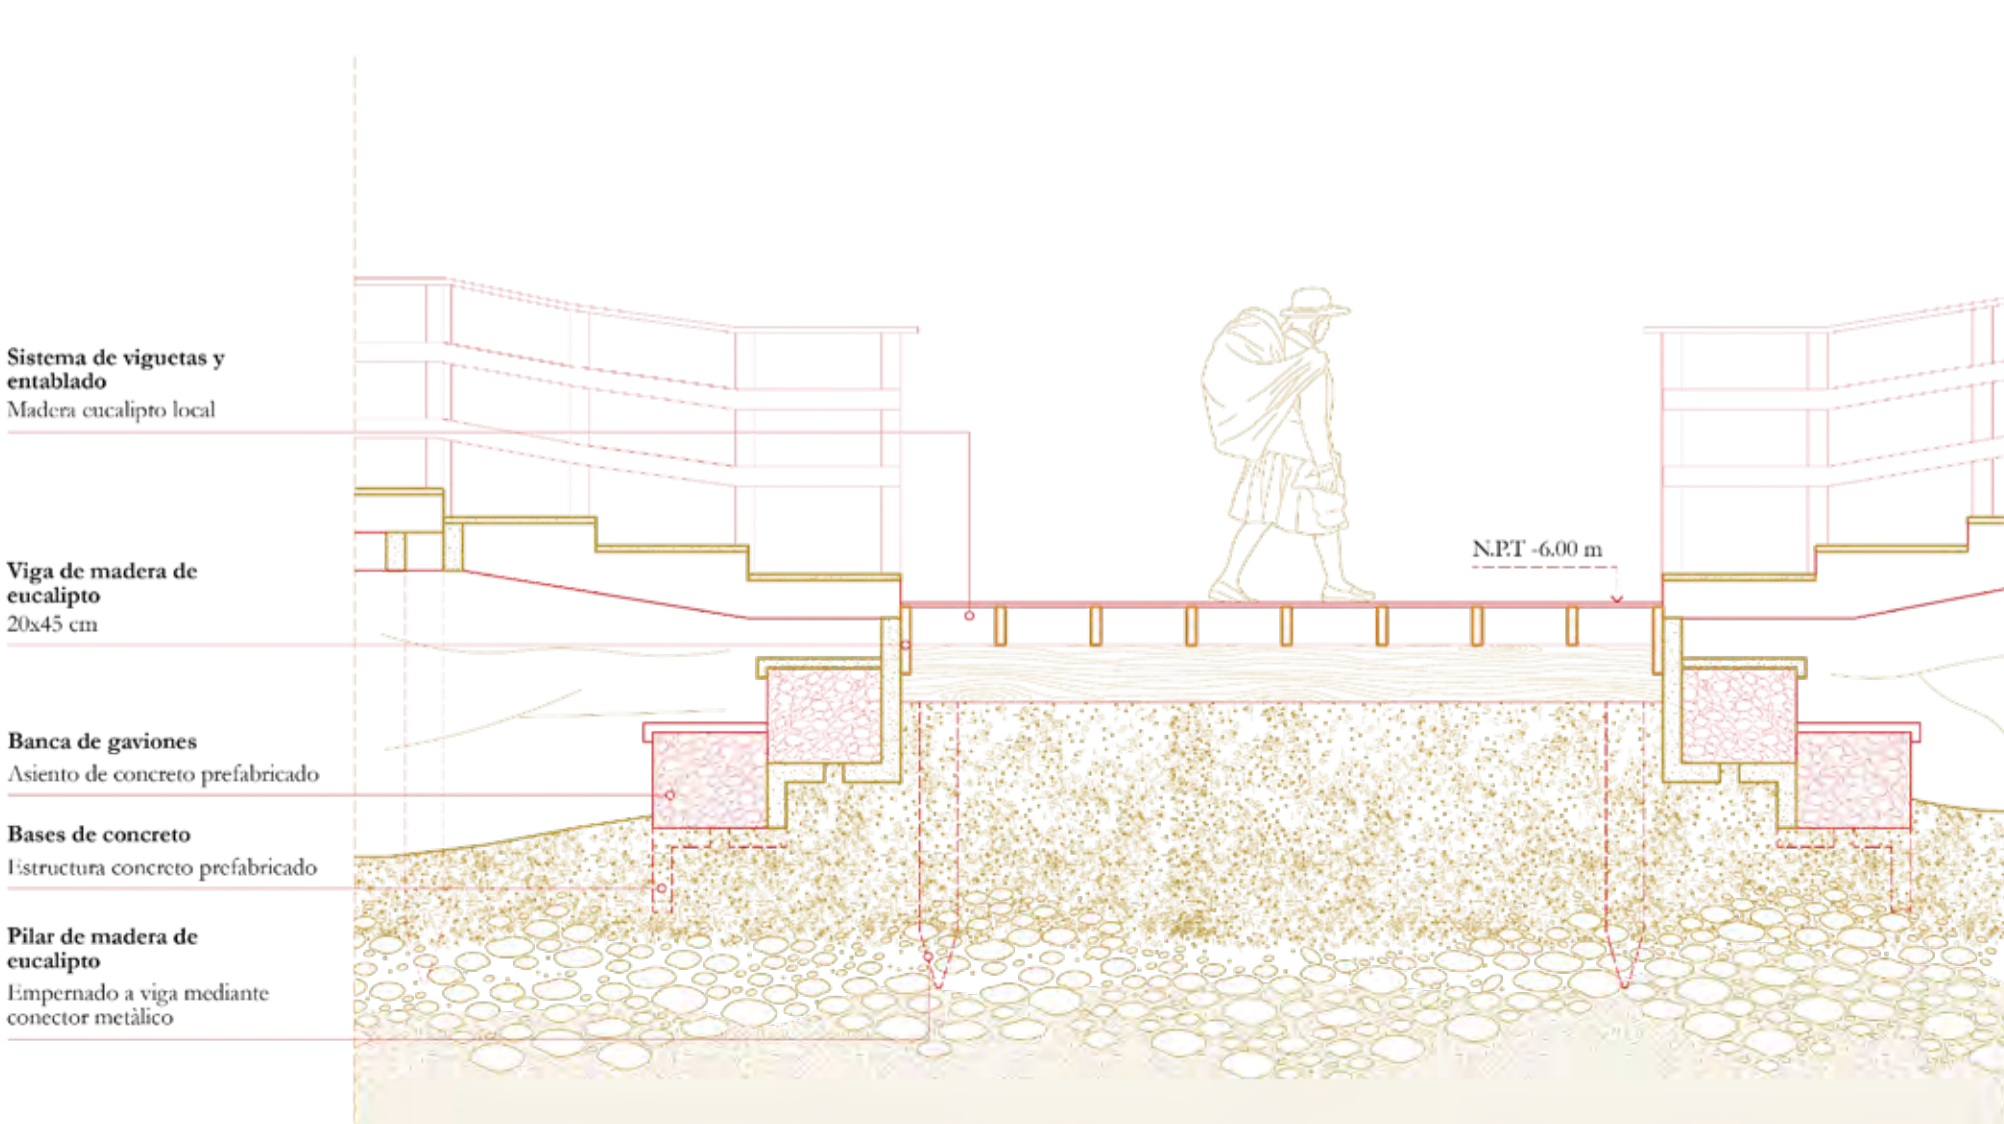 Sistema de viguetas y
entablado
Madera eucalipto local
Viga de madera de
eucalipto
20x45 cm
N.P.T -6.00 m
Banca de gaviones
Asiento de concreto prefabricado
Bases de concreto
Estructura concreto prefabricado
Pilar de madera de
eucalipto
Empernado a viga mediante
conector metàlico